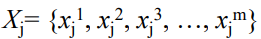 Xⱼ= {xⱼ¹, xⱼ², xⱼ³, …, xⱼᵐ}